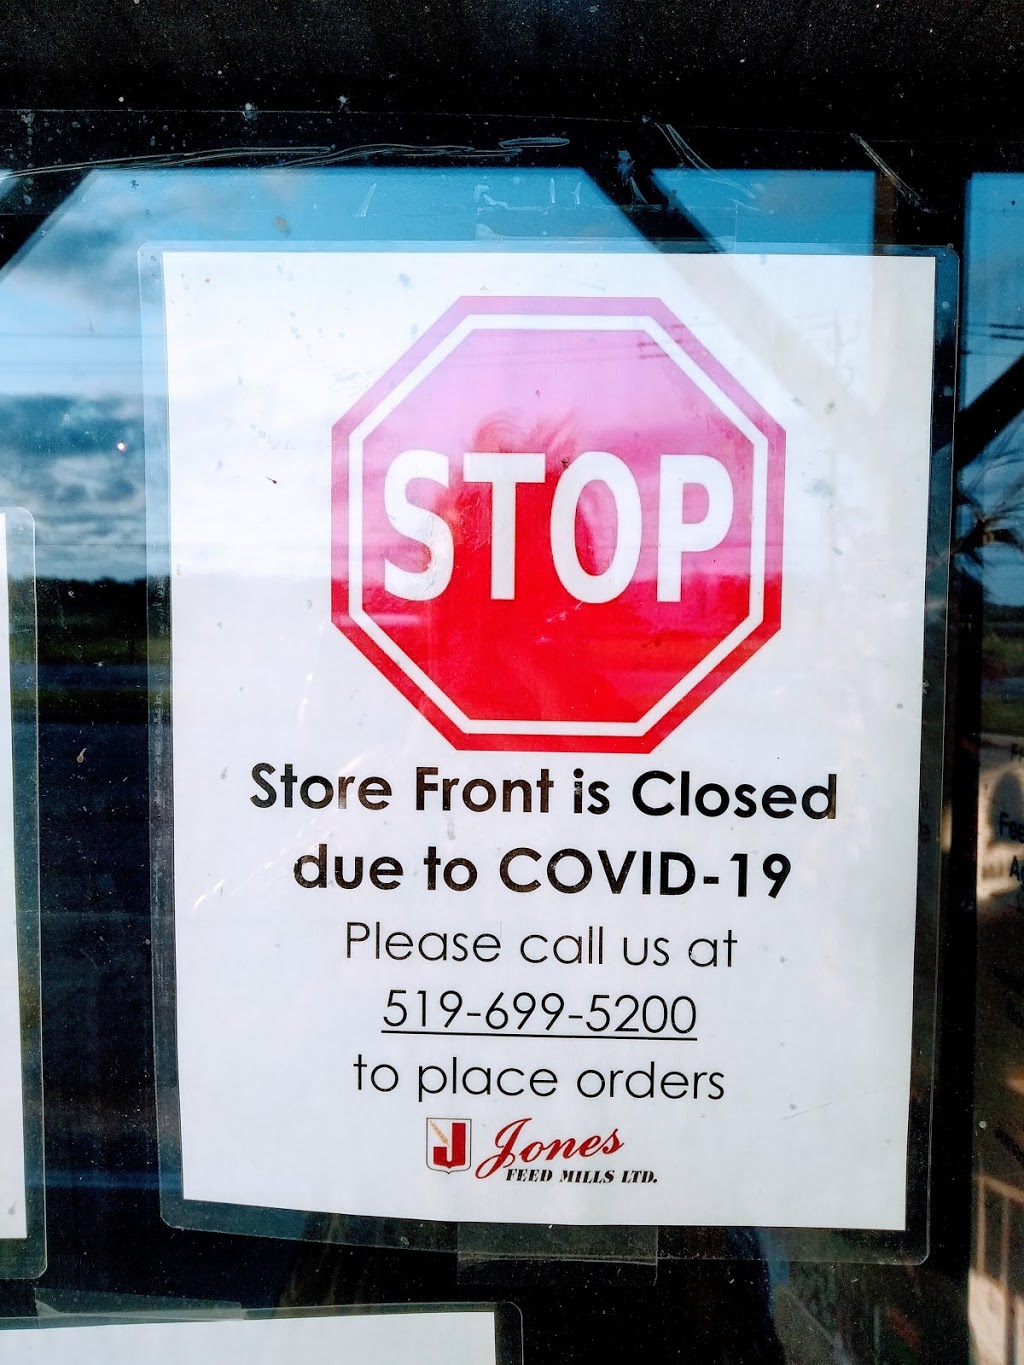 STOP
Store Front is Closed
due to COVID-19
Please call us at
519-699-5200
to place orders
J Jones
FEED MILLS LTD.